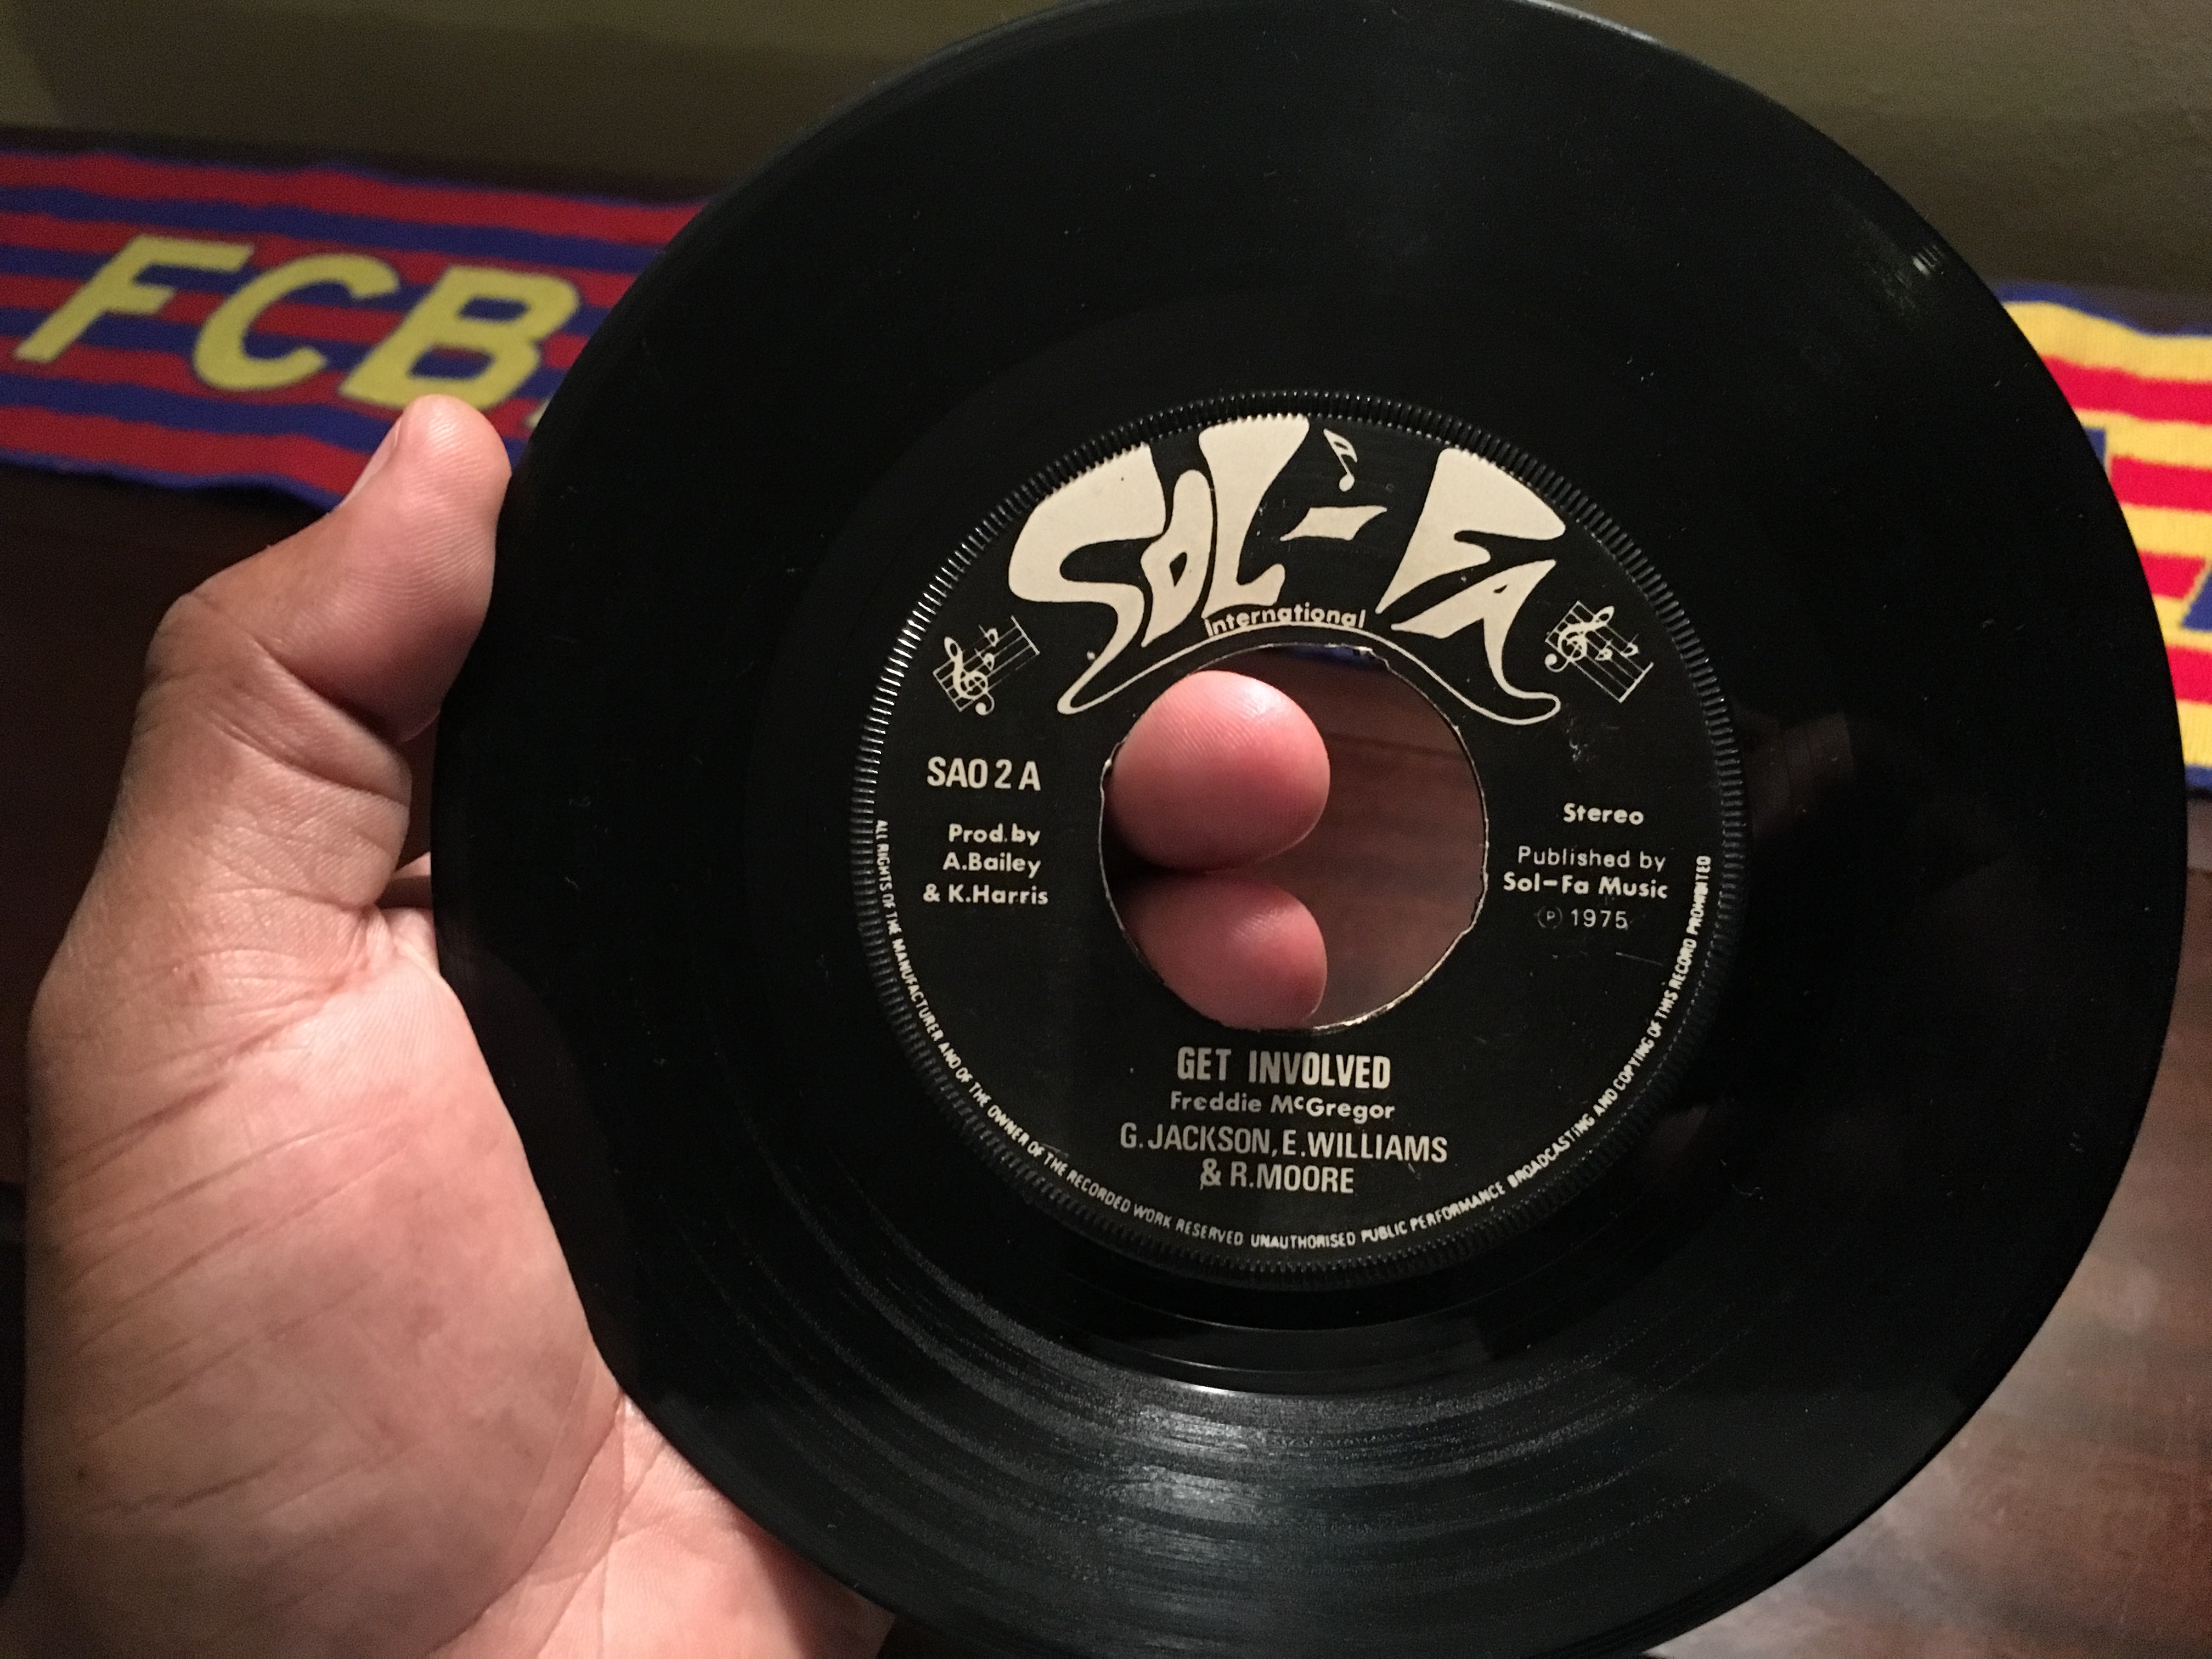 FCB
SOL-FA
International
SAO 2 A
Prod. by
A.Bailey
& K.Harris
Stereo
Published by
Sol-Fa Music
℗ 1975
GET INVOLVED
Freddie McGregor
G. JACKSON, E. WILLIAMS
& R. MOORE
ALL RIGHTS OF THE MANUFACTURER AND OF THE OWNER OF THE RECORDED WORK RESERVED UNAUTHORISED PUBLIC PERFORMANCE BROADCASTING AND COPYING OF THIS RECORD PROHIBITED